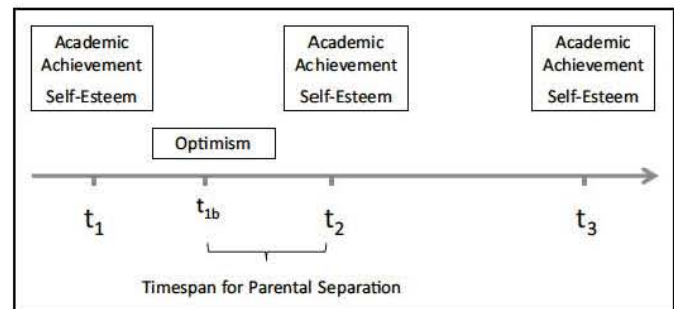 Academic
Achievement
Self-Esteem
Academic
Achievement
Self-Esteem
Academic
Achievement
Self-Esteem
Optimism
t1
t1b
t2
t3
Timespan for Parental Separation